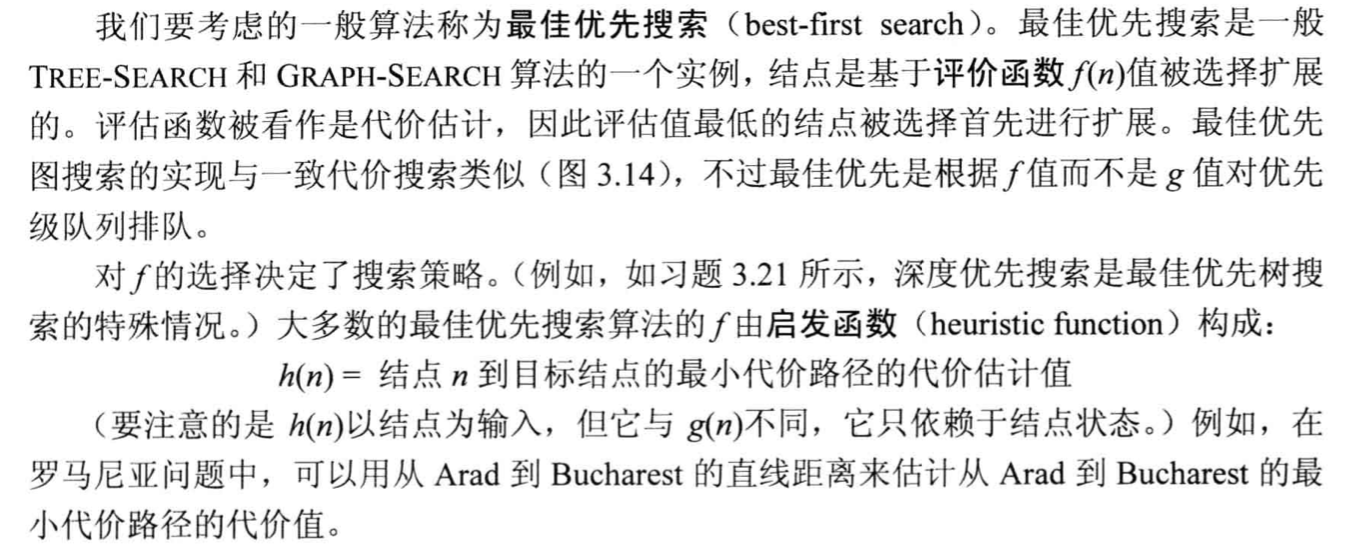 我们要考虑的一般算法称为最佳优先搜索（best-first search）。最佳优先搜索是一般
TREE-SEARCH 和 GRAPH-SEARCH 算法的一个实例，结点是基于评价函数 f(n)值被选择扩展
的。评估函数被看作是代价估计，因此评估值最低的结点被选择首先进行扩展。最佳优先
图搜索的实现与一致代价搜索类似（图 3.14），不过最佳优先是根据 f 值而不是 g 值对优先
级队列排队。
对 f 的选择决定了搜索策略。（例如，如习题 3.21 所示，深度优先搜索是最佳优先树搜
索的特殊情况。）大多数的最佳优先搜索算法的 f 由启发函数（heuristic function）构成：
h(n) = 结点 n 到目标结点的最小代价路径的代价估计值
（要注意的是 h(n)以结点为输入，但它与 g(n)不同，它只依赖于结点状态。）例如，在
罗马尼亚问题中，可以用从 Arad 到 Bucharest 的直线距离来估计从 Arad 到 Bucharest 的最
小代价路径的代价值。